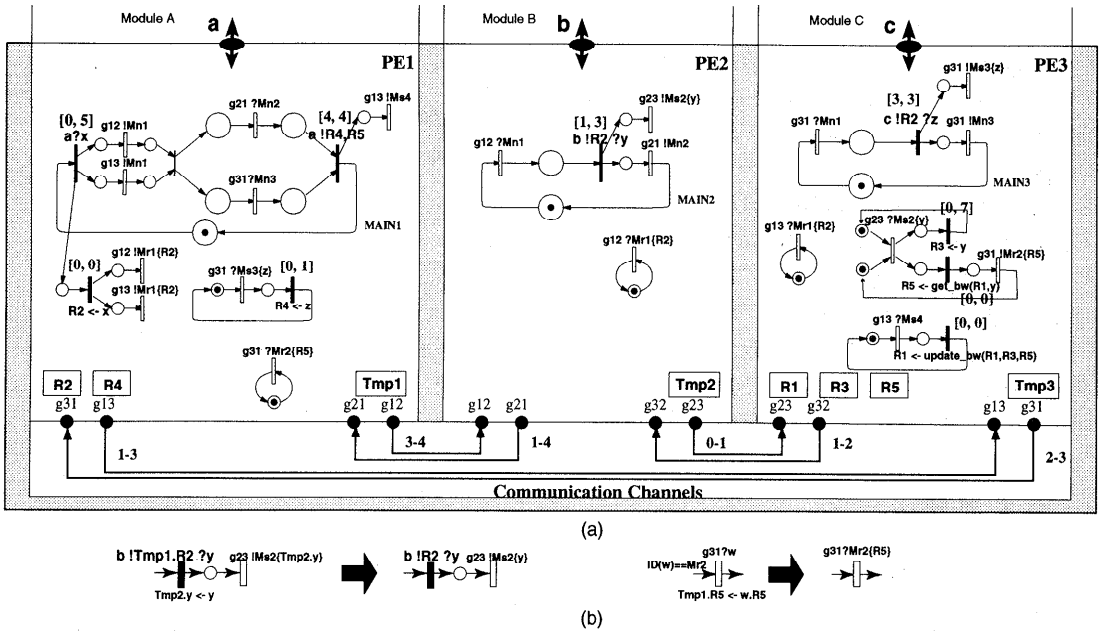 Module A
Module B
Module C
a
b
c
PE1
PE2
PE3
g13 !Ms4
g31 !Ms3{z}
g21 ?Mn2
[4, 4]
a !R4,R5
[0, 5]
a?x
g12 !Mn1
g13 !Mn1
g31?Mn3
MAIN1
g23 !Ms2{y}
[1, 3]
b !R2 ?y
g12 ?Mn1
g21 !Mn2
MAIN2
[3, 3]
c !R2 ?z
g31 ?Mn1
g31 !Mn3
MAIN3
[0, 0]
g12 !Mr1{R2}
g13 !Mr1{R2}
R2 <- x
g31 ?Ms3{z}
[0, 1]
R4 <- z
g12 ?Mr1{R2}
g13 ?Mr1{R2}
[0, 7]
g23 ?Ms2{y}
R3 <- y
g31 !Mr2{R5}
R5 <- get_bw(R1,y)
[0, 0]
g13 ?Ms4
[0, 0]
R1 <- update_bw(R1,R3,R5)
g31 ?Mr2{R5}
R2
R4
Tmp1
Tmp2
R1
R3
R5
Tmp3
g31
g13
g21
g12
g12
g21
g32
g23
g23
g32
g13
g31
1-3
3-4
1-4
0-1
1-2
2-3
Communication Channels
(a)
b !Tmp1.R2 ?y
g23 !Ms2{Tmp2.y}
Tmp2.y <- y
b !R2 ?y
g23 !Ms2{y}
g31?w
ID(w)==Mr2
Tmp1.R5 <- w.R5
g31?Mr2{R5}
(b)